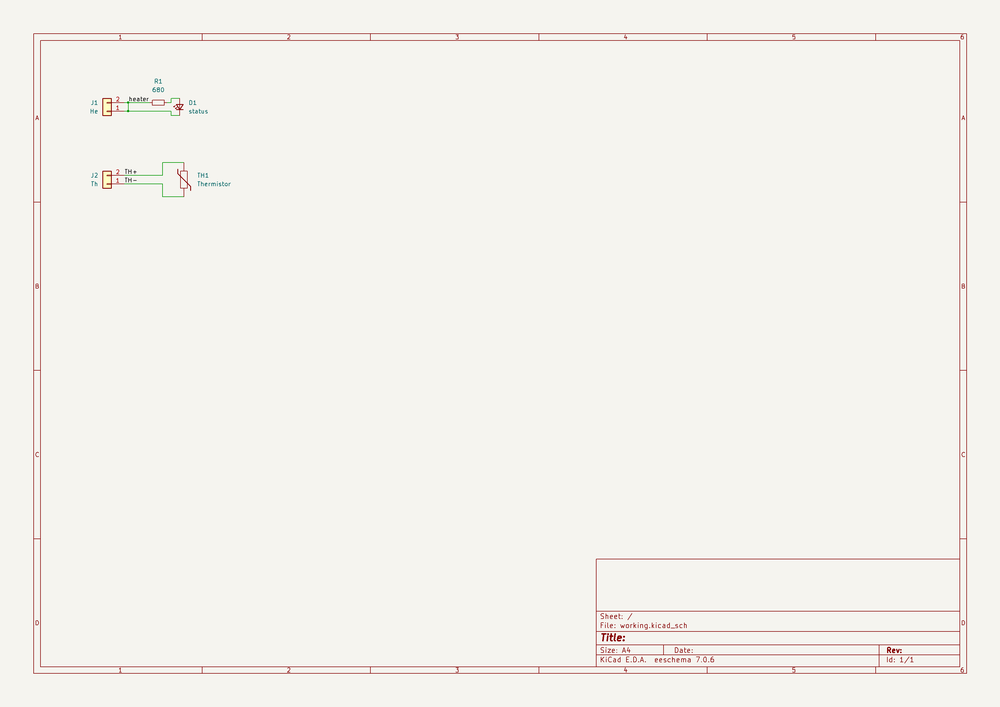 1 2 3 4 5 6
A A
R1
680
J1 2 heater D1
He 1 status
J2 2 TH+ TH1
Th 1 TH- Thermistor
B B
C C
Sheet: /
File: working.kicad_sch
D D
Title:
Size: A4 Date: Rev:
KiCad E.D.A. eeschema 7.0.6 Id: 1/1
1 2 3 4 5 6